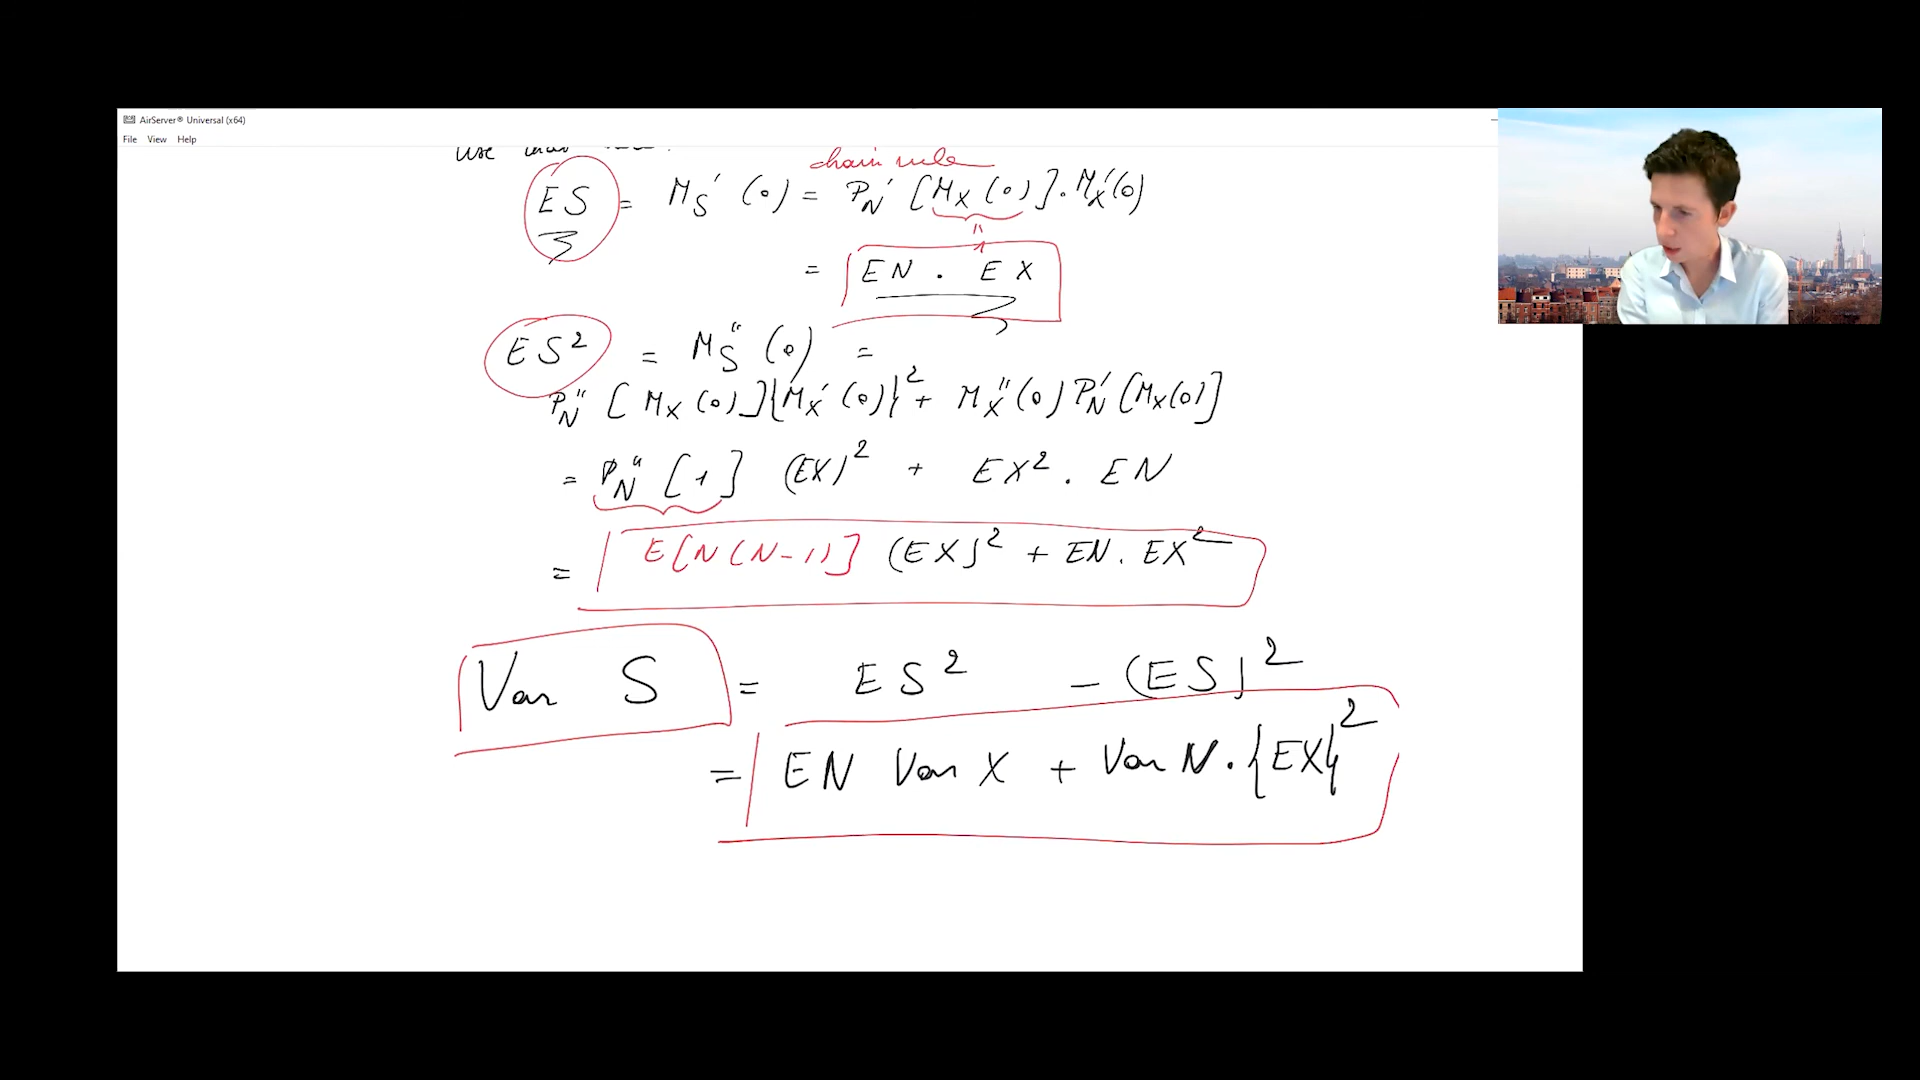 AirServer® Universal (x64)
File View Help
use
chain rule
ES = M_S' (0) = P_N' [M_X (0)] . M_X' (0)
" 1
= EN . EX
ES² = M_S" (0) =
P_N" [M_X (0)] {M_X' (0)}² + M_X" (0) P_N' [M_X(0)]
= P_N" [1] (EX)² + EX² . EN
= E[N(N-1)] (EX)² + EN. EX²
Var S = ES² - (ES)²
= EN Var X + Var N . {EX}²